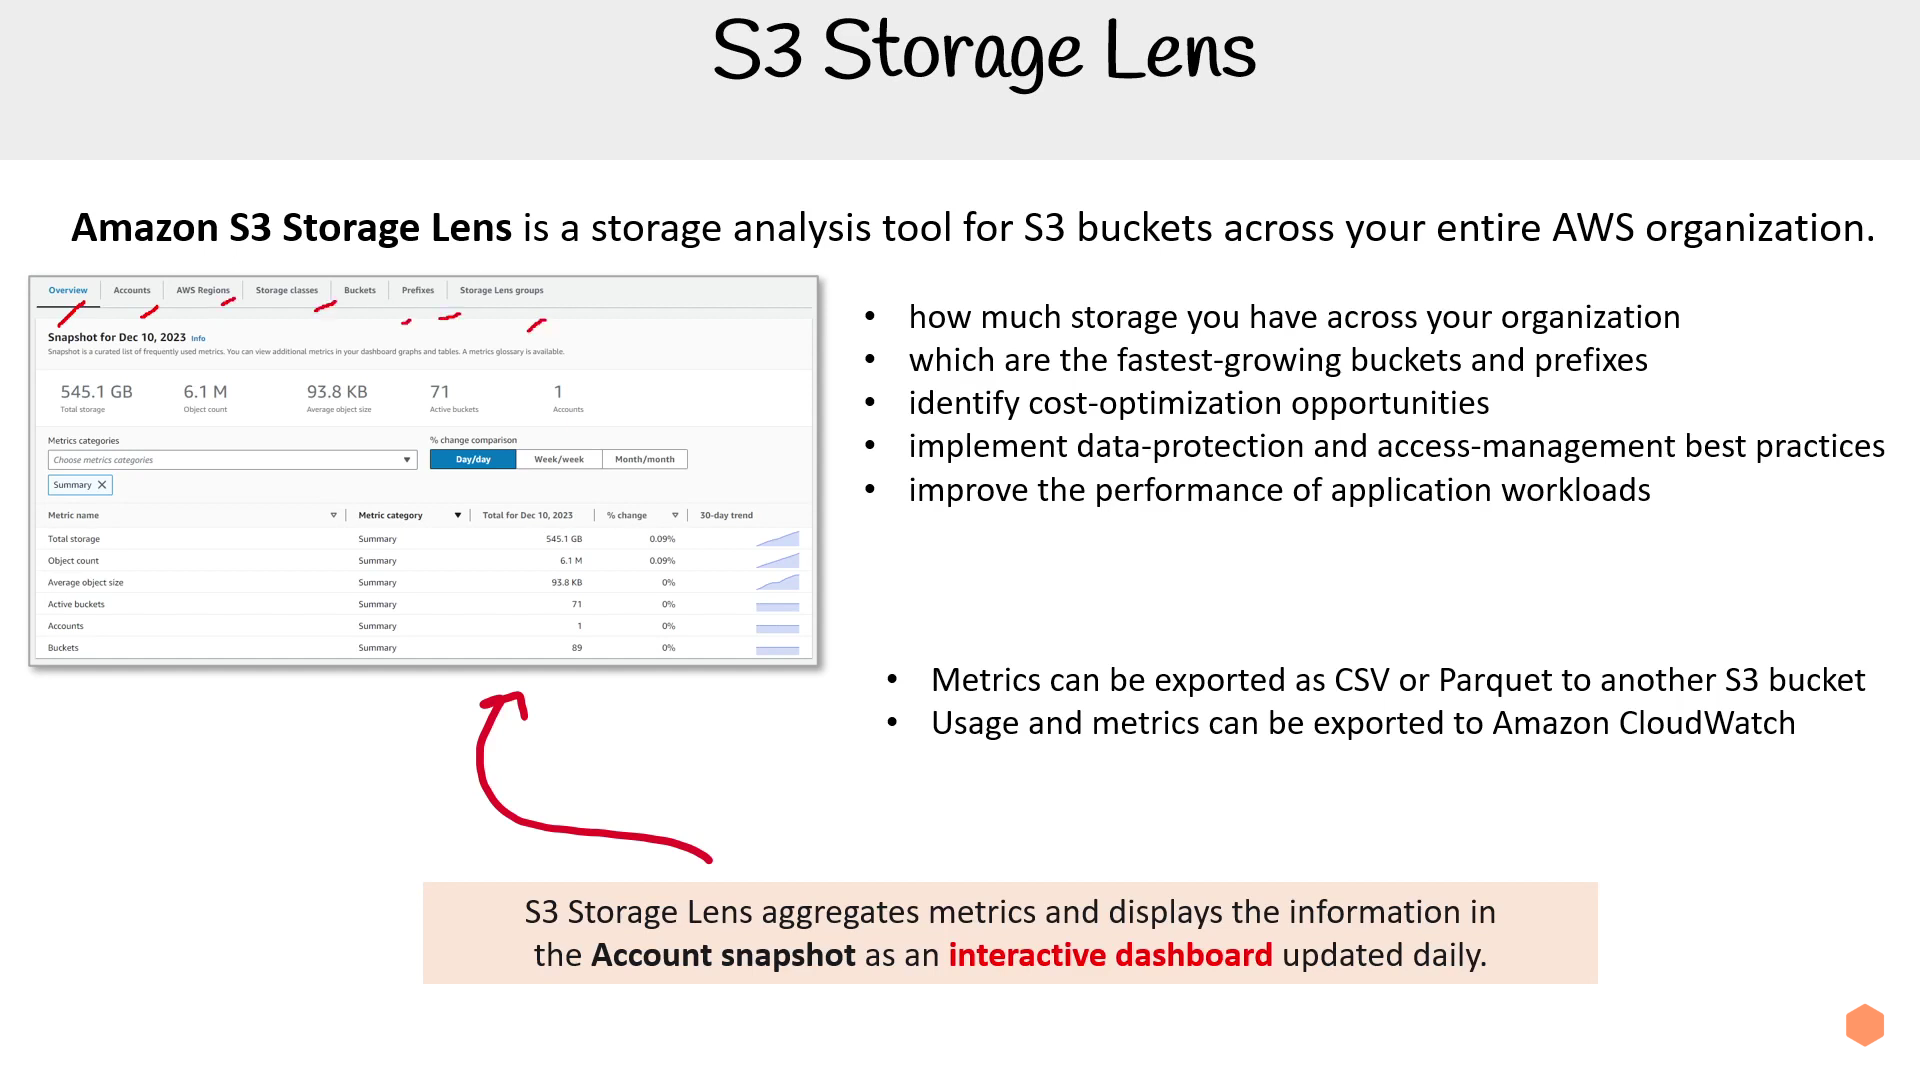 S3 Storage Lens
Amazon S3 Storage Lens is a storage analysis tool for S3 buckets across your entire AWS organization.
Overview Accounts AWS Regions Storage classes Buckets Prefixes Storage Lens groups
Snapshot for Dec 10, 2023 Info
Snapshot is a curated list of frequently used metrics. You can view additional metrics in your dashboard graphs and tables. A metrics glossary is available.
545.1 GB 6.1 M 93.8 KB 71 1
Total storage Object count Average object size Active buckets Accounts
Metrics categories % change comparison
Choose metrics categories Day/day Week/week Month/month
Summary
Metric name Metric category Total for Dec 10, 2023 % change 30-day trend
Total storage Summary 545.1 GB 0.09%
Object count Summary 6.1 M 0.09%
Average object size Summary 93.8 KB 0%
Active buckets Summary 71 0%
Accounts Summary 1 0%
Buckets Summary 89 0%
• how much storage you have across your organization
• which are the fastest-growing buckets and prefixes
• identify cost-optimization opportunities
• implement data-protection and access-management best practices
• improve the performance of application workloads
• Metrics can be exported as CSV or Parquet to another S3 bucket
• Usage and metrics can be exported to Amazon CloudWatch
S3 Storage Lens aggregates metrics and displays the information in
the Account snapshot as an interactive dashboard updated daily.